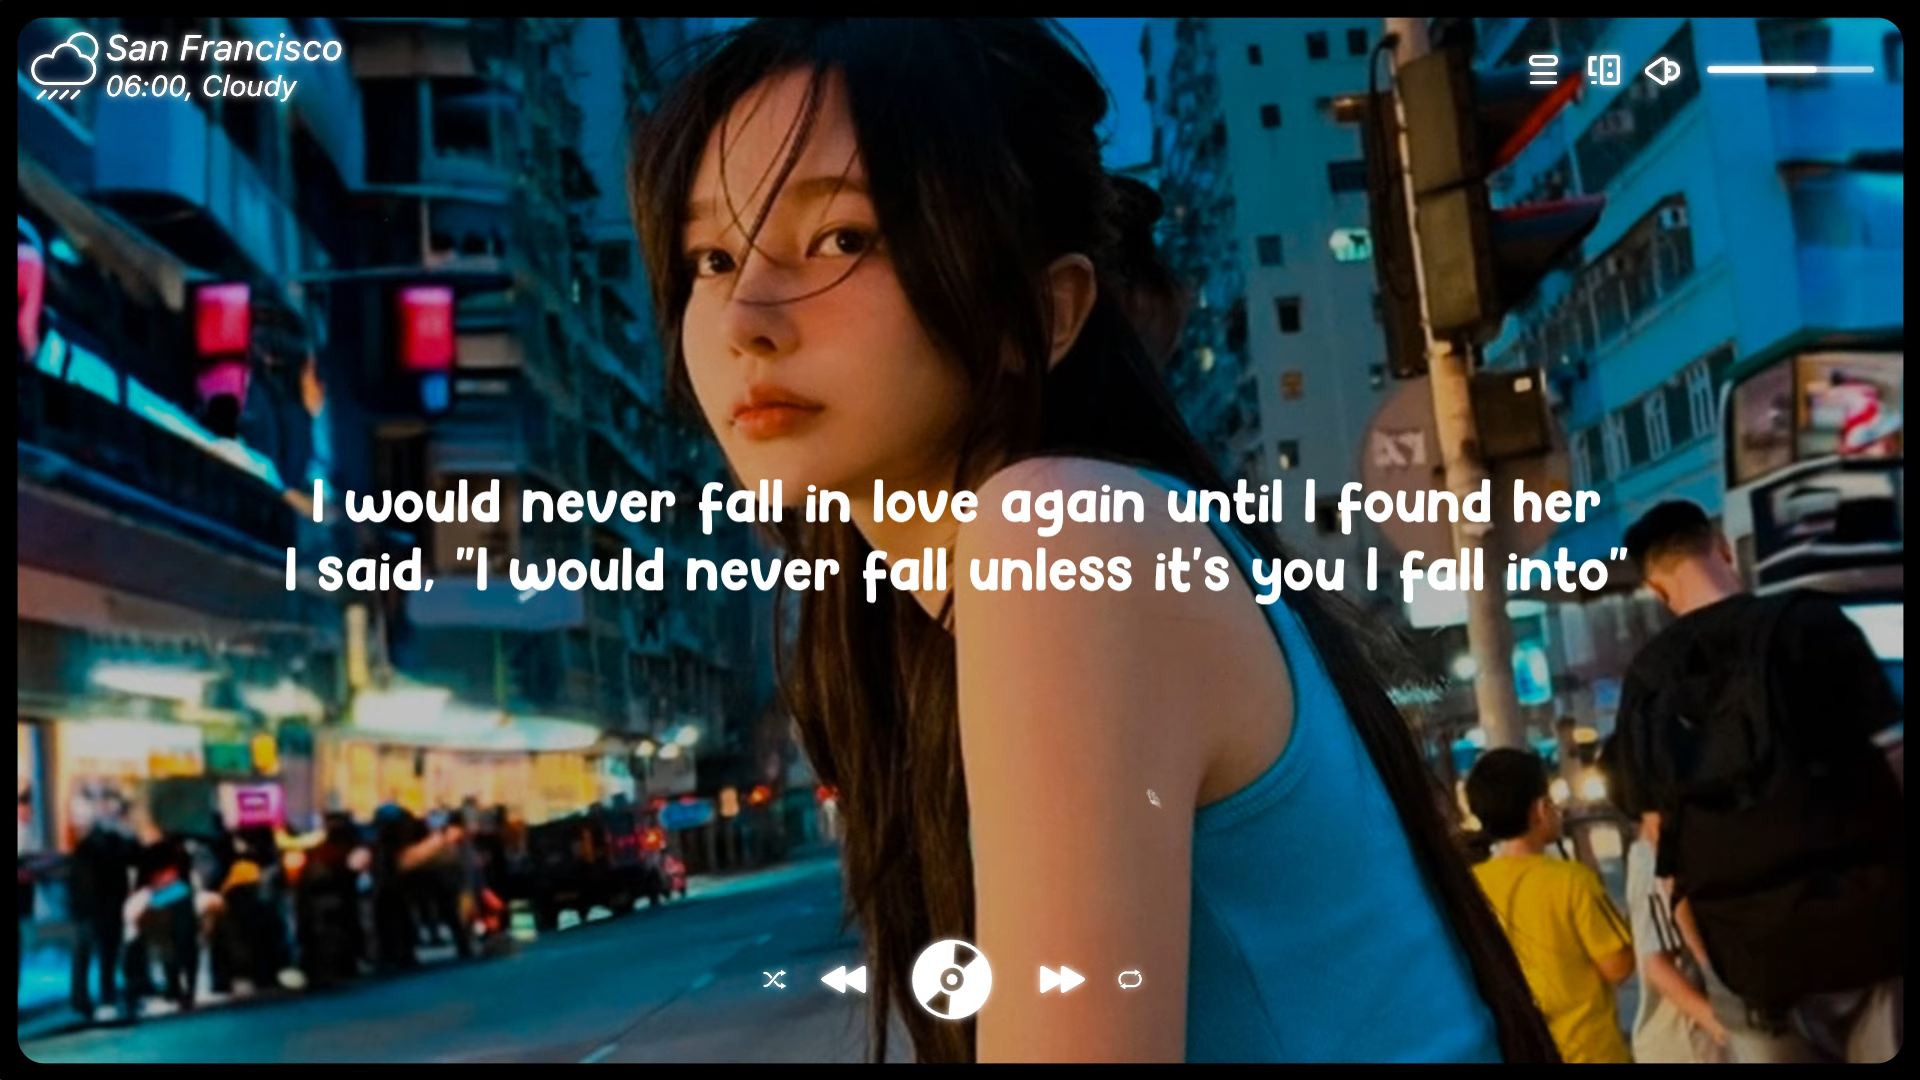 San Francisco
06:00, Cloudy
I would never fall in love again until I found her
I said, "I would never fall unless it's you I fall into"